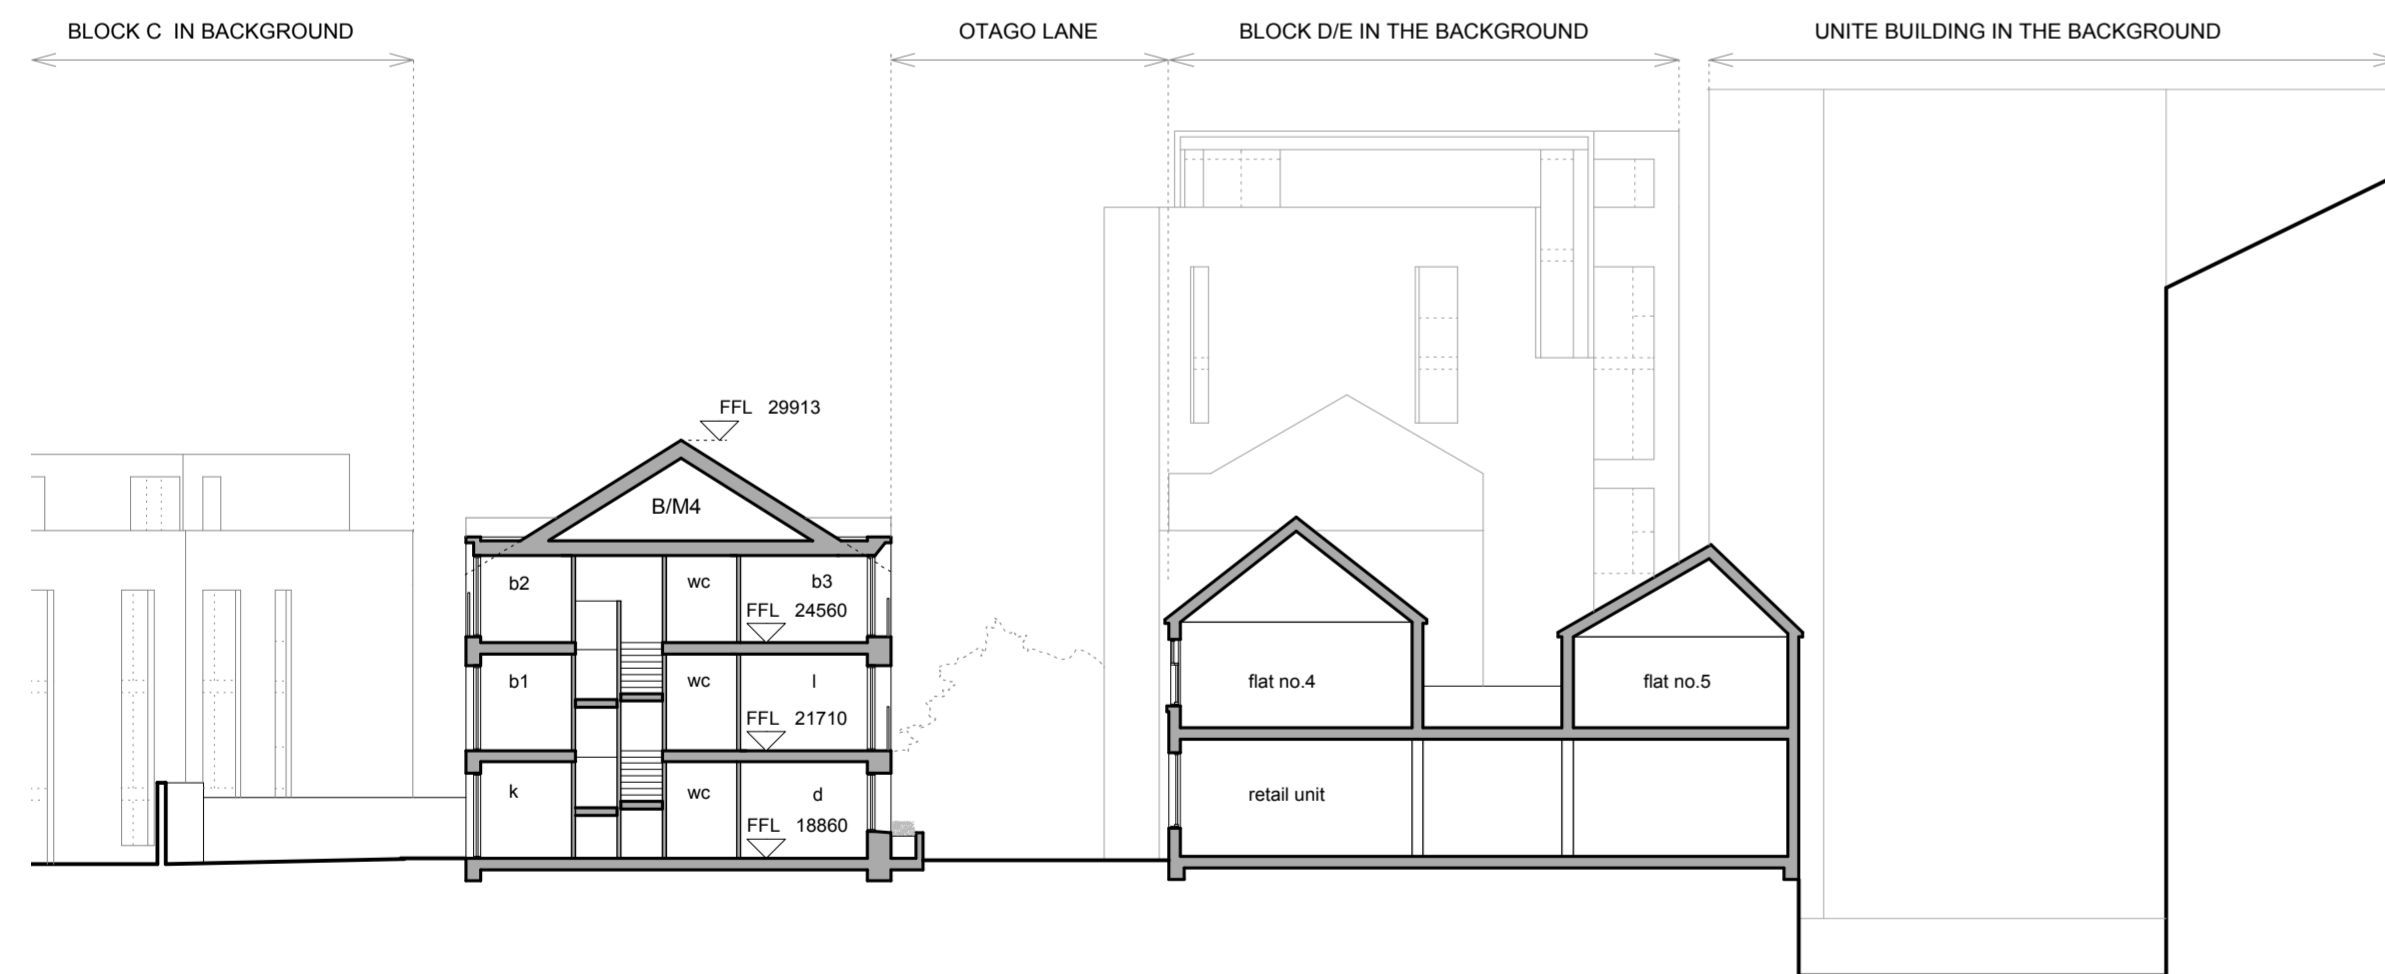 BLOCK C  IN BACKGROUND
OTAGO LANE
BLOCK D/E IN THE BACKGROUND
UNITE BUILDING IN THE BACKGROUND
FFL 29913
B/M4
b2
wc
b3
FFL 24560
b1
wc
l
FFL 21710
k
wc
d
FFL 18860
flat no.4
flat no.5
retail unit